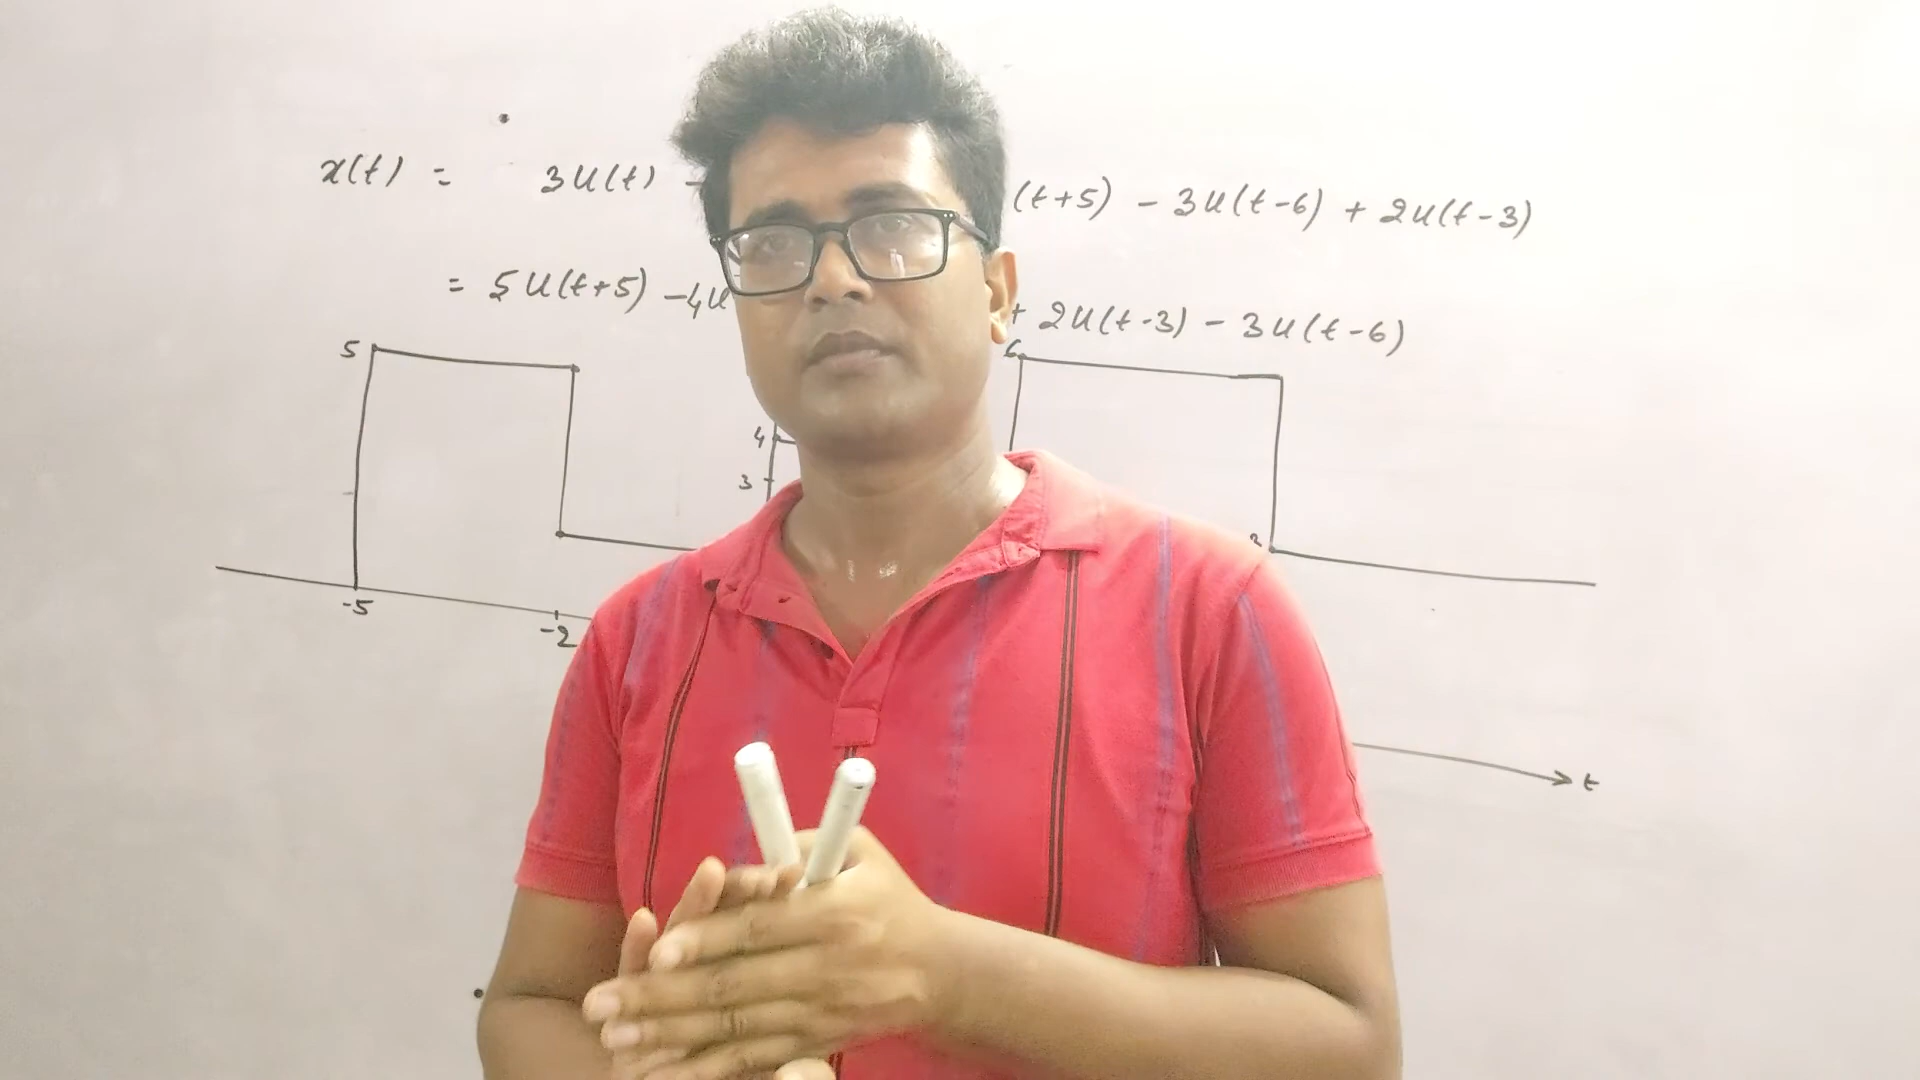 x(t) = 3u(t) - (t+5) - 3u(t-6) + 2u(t-3)
= 5u(t+5) -4u + 2u(t-3) - 3u(t-6)
5
6
4
3
3
-5
-2
t